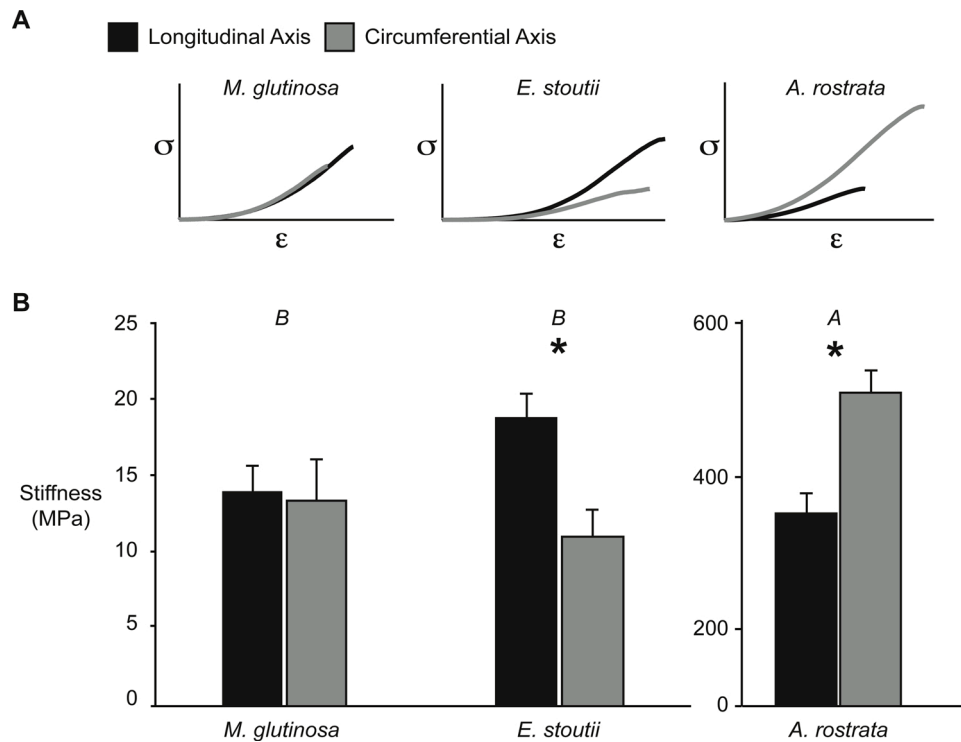 A
Longitudinal Axis Circumferential Axis
M. glutinosa E. stoutii A. rostrata
σ σ σ
ε ε ε
B
25 B B 600 A
* *
20
15 400
Stiffness
(MPa)
10
5 200
0 0
M. glutinosa E. stoutii A. rostrata